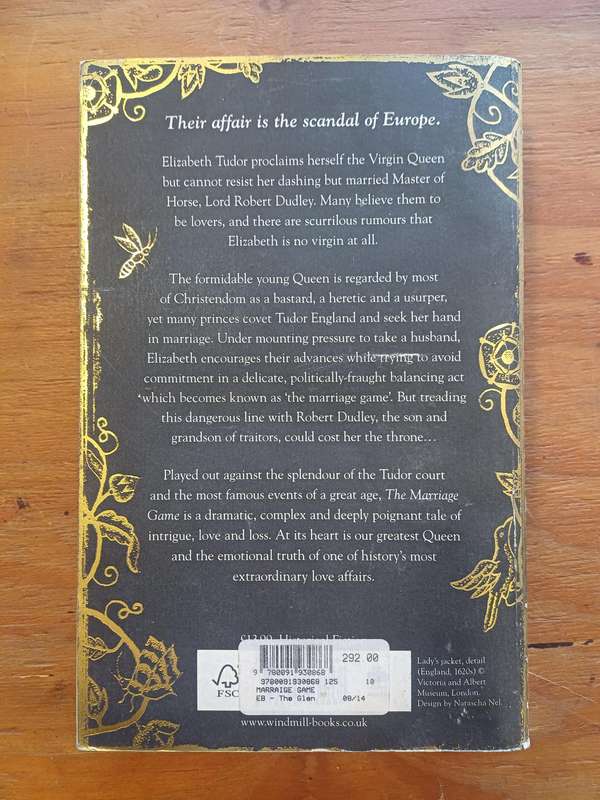 Their affair is the scandal of Europe.
Elizabeth Tudor proclaims herself the Virgin Queen
but cannot resist her dashing but married Master of
Horse, Lord Robert Dudley. Many believe them to
be lovers, and there are scurrilous rumours that
Elizabeth is no virgin at all.
The formidable young Queen is regarded by most
of Christendom as a bastard, a heretic and a usurper,
yet many princes covet Tudor England and seek her hand
in marriage. Under mounting pressure to take a husband,
Elizabeth encourages their advances while trying to avoid
commitment in a delicate, politically-fraught balancing act
which becomes known as ‘the marriage game’. But treading
this dangerous line with Robert Dudley, the son and
grandson of traitors, could cost her the throne…
Played out against the splendour of the Tudor court
and the most famous events of a great age, The Marriage
Game is a dramatic, complex and deeply poignant tale of
intrigue, love and loss. At its heart is our greatest Queen
and the emotional truth of one of history’s most
extraordinary love affairs.
9 780091 930868 292.00
9780091930868 125 10
MARRAIGE GAME
EB - The Glen 08/14
FSC
www.windmill-books.co.uk
Lady’s jacket, detail
(England, 1620s) ©
Victoria and Albert
Museum, London.
Design by Natascha Nel.